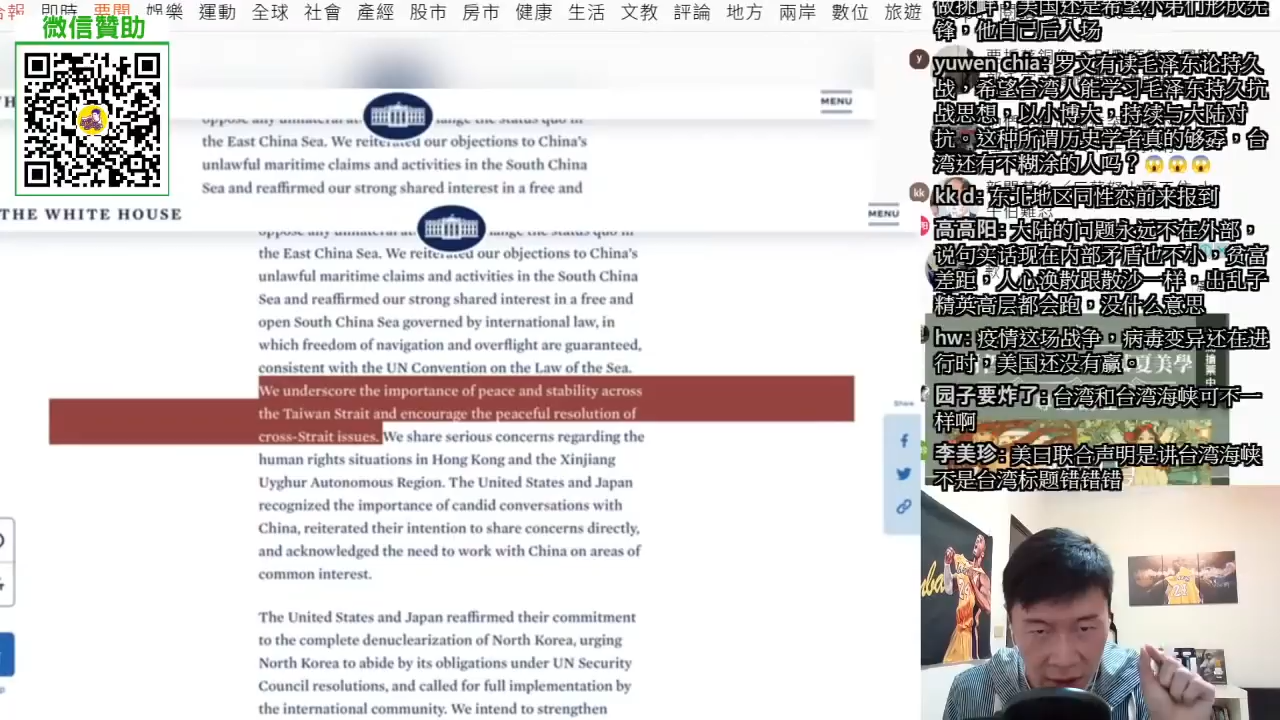 即時 要聞 娛樂 運動 全球 社會 產經 股市 房市 健康 生活 文教 評論 地方 兩岸 數位 旅遊
微信贊助
MENU
the East China Sea. We reiterated our objections to China's
unlawful maritime claims and activities in the South China
Sea and reaffirmed our strong shared interest in a free and
THE WHITE HOUSE
MENU
the East China Sea. We reiterated our objections to China's
unlawful maritime claims and activities in the South China
Sea and reaffirmed our strong shared interest in a free and
open South China Sea governed by international law, in
which freedom of navigation and overflight are guaranteed,
consistent with the UN Convention on the Law of the Sea.
We underscore the importance of peace and stability across
the Taiwan Strait and encourage the peaceful resolution of
cross-Strait issues. We share serious concerns regarding the
human rights situations in Hong Kong and the Xinjiang
Uyghur Autonomous Region. The United States and Japan
recognized the importance of candid conversations with
China, reiterated their intention to share concerns directly,
and acknowledged the need to work with China on areas of
common interest.
The United States and Japan reaffirmed their commitment
to the complete denuclearization of North Korea, urging
North Korea to abide by its obligations under UN Security
Council resolutions, and called for full implementation by
the international community. We intend to strengthen
Share
锋，他自己后入场
yuwen chia: 罗文有读毛泽东论持久
战，希望台湾人能学习毛泽东持久抗
战思想，以小博大，持续与大陆对
抗。这种所谓历史学者真的够孬，台
湾还有不糊涂的人吗？😱😱😱
kk d: 东北地区同性恋前来报到
高高阳: 大陆的问题永远不在外部，
说句实话现在内部矛盾也不小，贫富
差距，人心涣散跟散沙一样，出乱子
精英高层都会跑，没什么意思
hw: 疫情这场战争，病毒变异还在进
行时，美国还没有赢。
园子要炸了: 台湾和台湾海峡可不一
样啊
李美珍: 美日联合声明是讲台湾海峡
不是台湾标题错错错